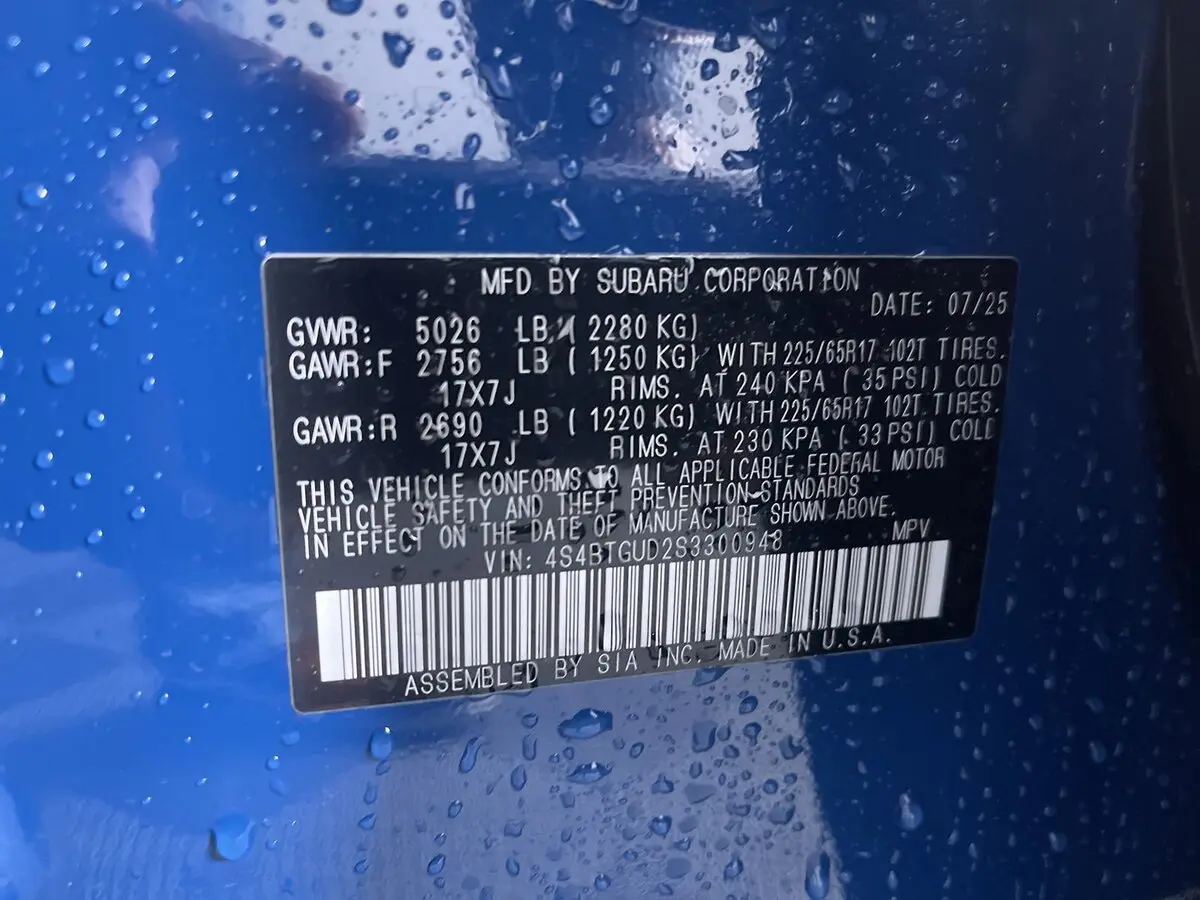 MFD BY SUBARU CORPORATION
DATE: 07/25
GVWR: 5026 LB ( 2280 KG)
GAWR:F 2756 LB ( 1250 KG) WITH 225/65R17 102T TIRES.
17X7J RIMS. AT 240 KPA ( 35 PSI) COLD
GAWR:R 2690 LB ( 1220 KG) WITH 225/65R17 102T TIRES.
17X7J RIMS. AT 230 KPA ( 33 PSI) COLD
THIS VEHICLE CONFORMS TO ALL APPLICABLE FEDERAL MOTOR
VEHICLE SAFETY AND THEFT PREVENTION STANDARDS
IN EFFECT ON THE DATE OF MANUFACTURE SHOWN ABOVE.
VIN: 4S4BTGUD2S3300948 MPV
ASSEMBLED BY SIA INC. MADE IN U.S.A.